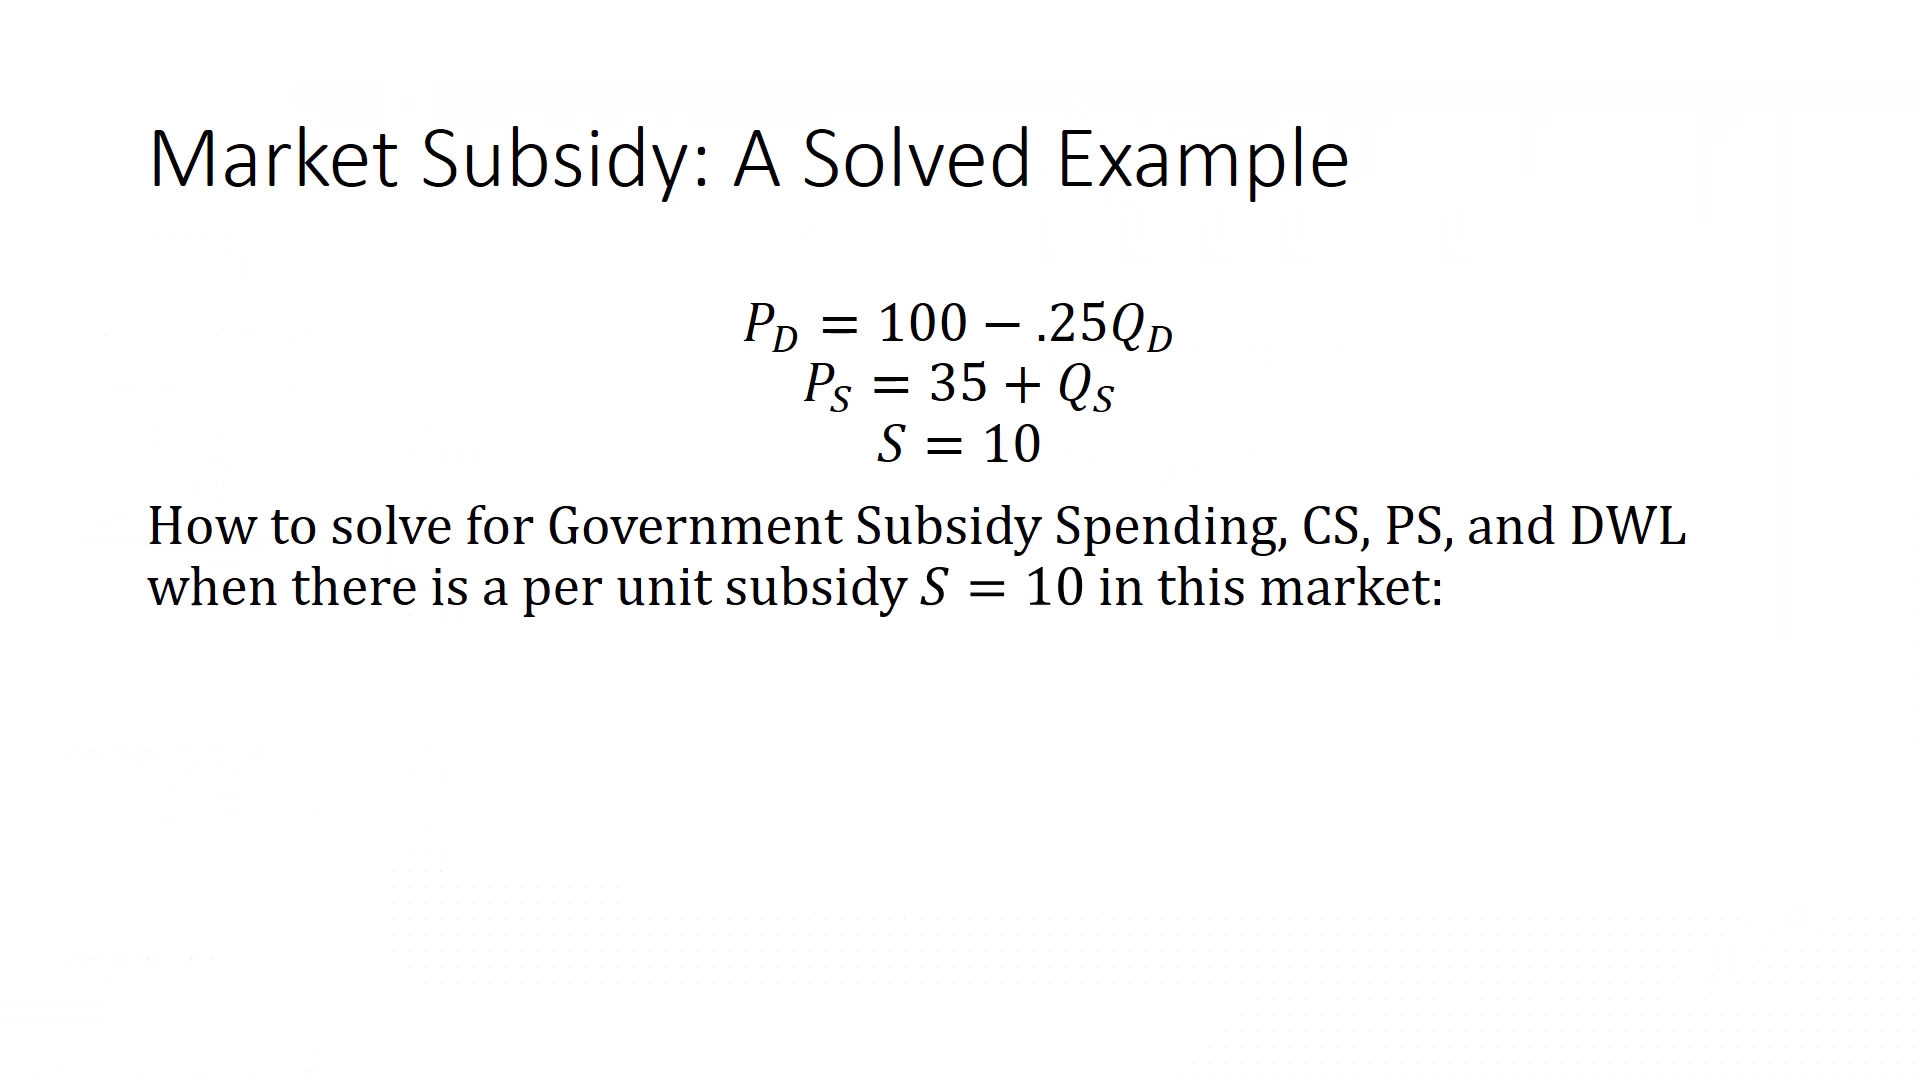 Market Subsidy: A Solved Example
P_D = 100 − .25Q_D
P_S = 35 + Q_S
S = 10
How to solve for Government Subsidy Spending, CS, PS, and DWL
when there is a per unit subsidy S = 10 in this market: